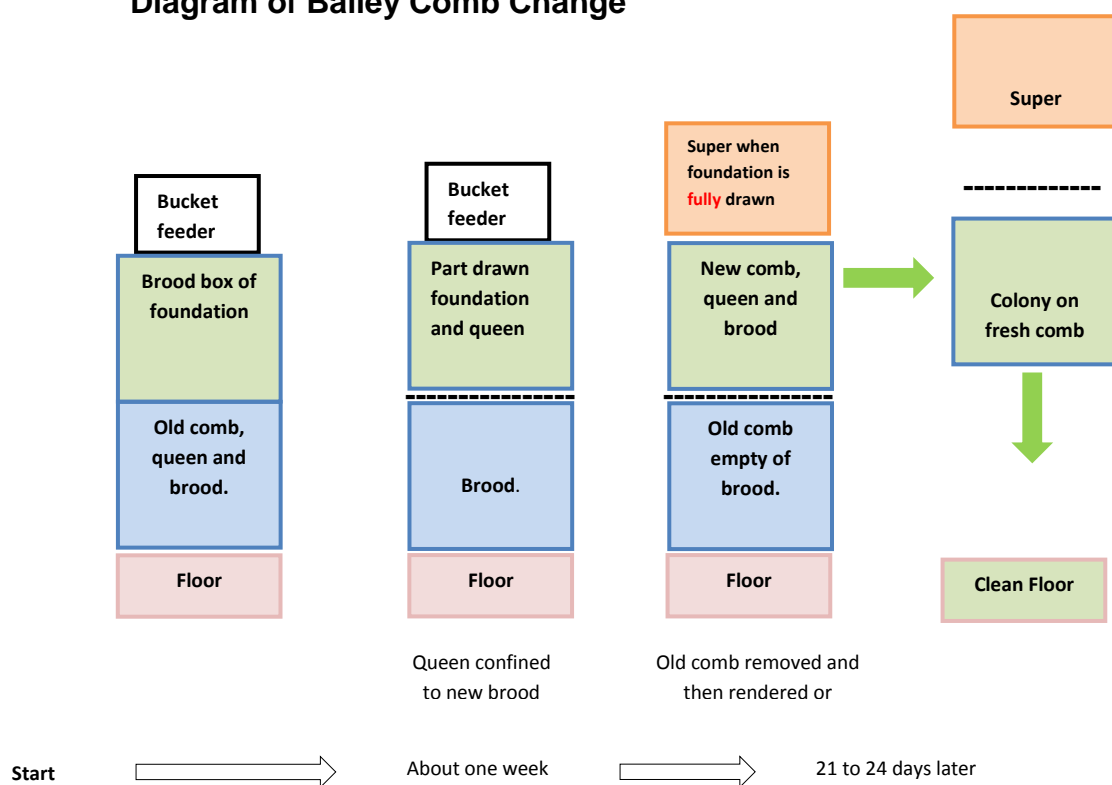 Diagram of Bailey Comb Change
Bucket
feeder
Brood box of
foundation
Old comb,
queen and
brood.
Floor
Bucket
feeder
Part drawn
foundation
and queen
Brood.
Floor
Queen confined
to new brood
Super when
foundation is
fully drawn
New comb,
queen and
brood
Old comb
empty of
brood.
Floor
Old comb removed and
then rendered or
Super
Colony on
fresh comb
Clean Floor
Start
About one week
21 to 24 days later